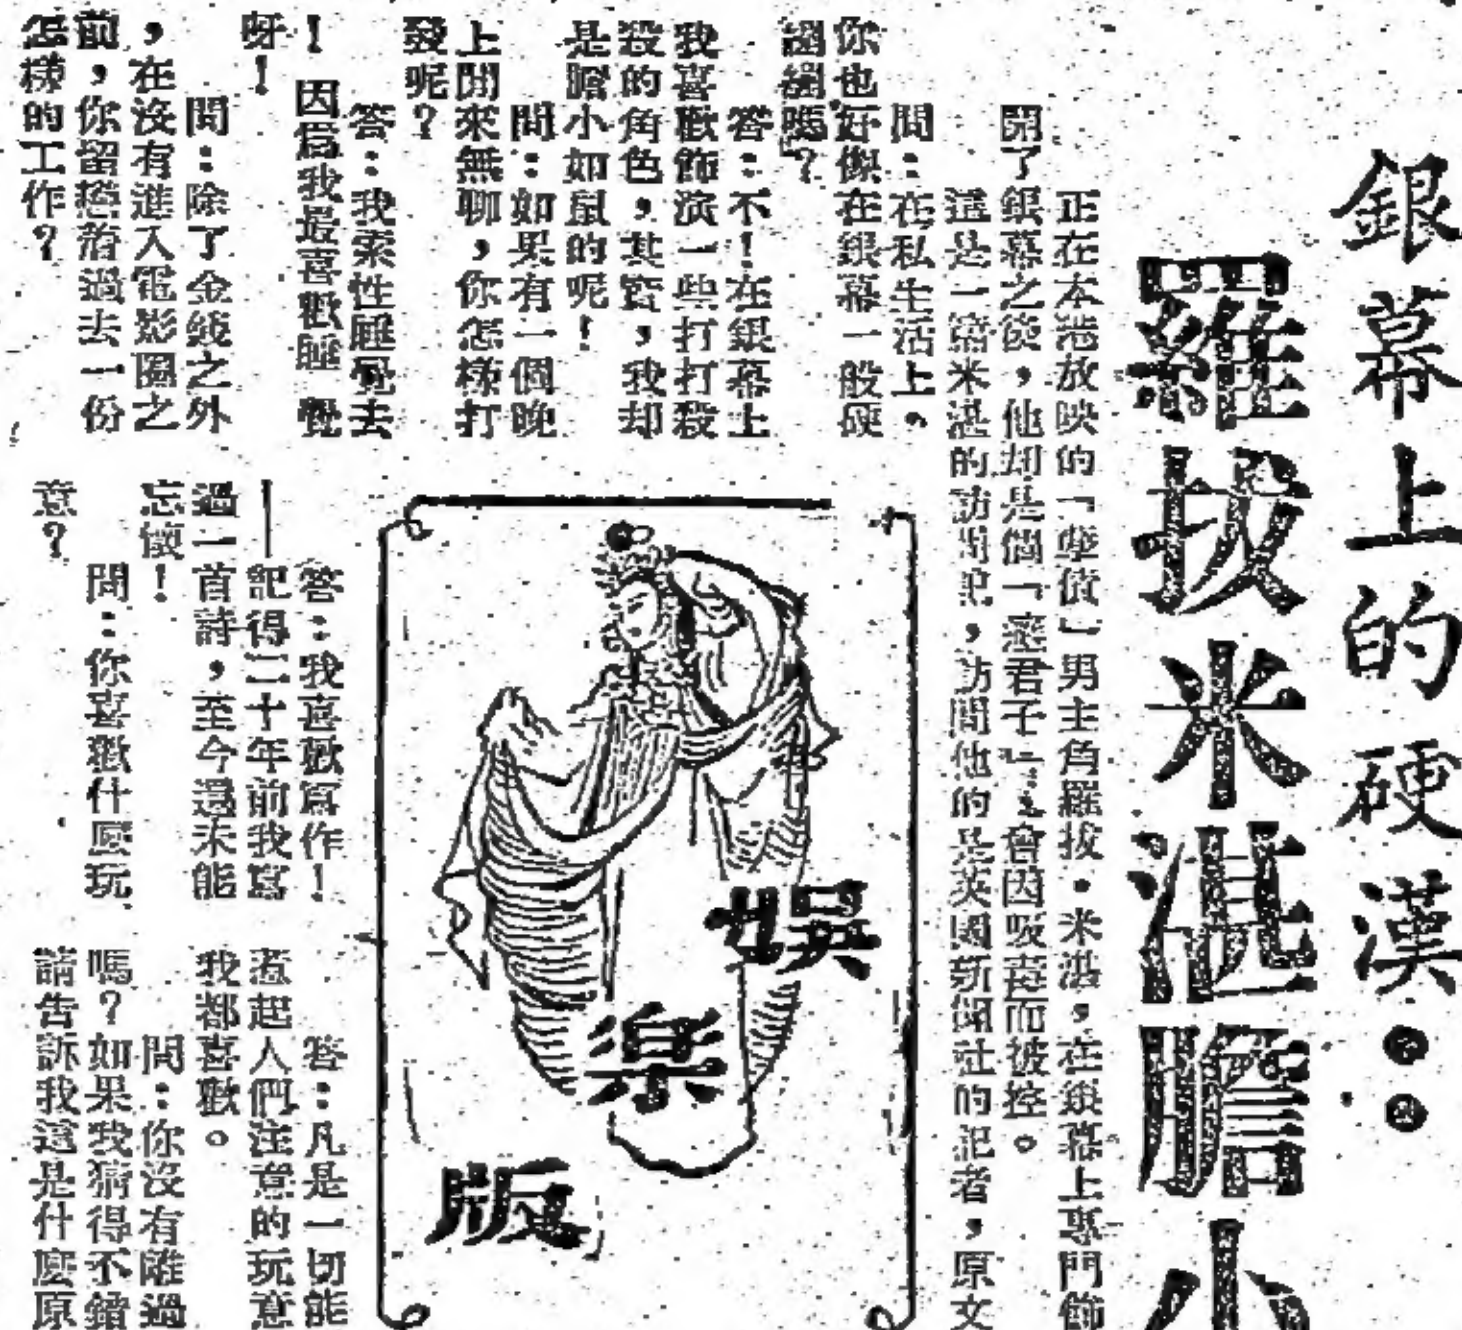 銀幕上的硬漢：：
羅拔米湛膽小
正在本港放映的「孽債」男主角羅拔・米湛，在銀幕上專門飾
開了銀幕之後，他却是個「癮君子」會因吸毒而被控。
這是一篇米湛的訪問記，訪問他的是英國新聞社的記者，原文
問：在私生活上。
你也好像在銀幕一般硬
繃繃嗎？
答：不！在銀幕上
我喜歡飾演一些打打殺
殺的角色，其實，我却
是膽小如鼠的呢！
問：如果有一個晚
上閒來無聊，你怎樣打
發呢？
答：我索性睡覺去
！因爲我最喜歡睡覺
呀！
問：除了金錢之外
，在沒有進入電影圈之
前，你留戀着過去一份
怎樣的工作？
答：我喜歡寫作！
—記得二十年前我寫
過一首詩，至今還未能
忘懷！
問：你喜歡什麼玩
意？
答：凡是一切能
惹起人們注意的玩意
我都喜歡。
問：你沒有離過
嗎？如果我猜得不錯
請告訴我這是什麼原
娛
樂
版